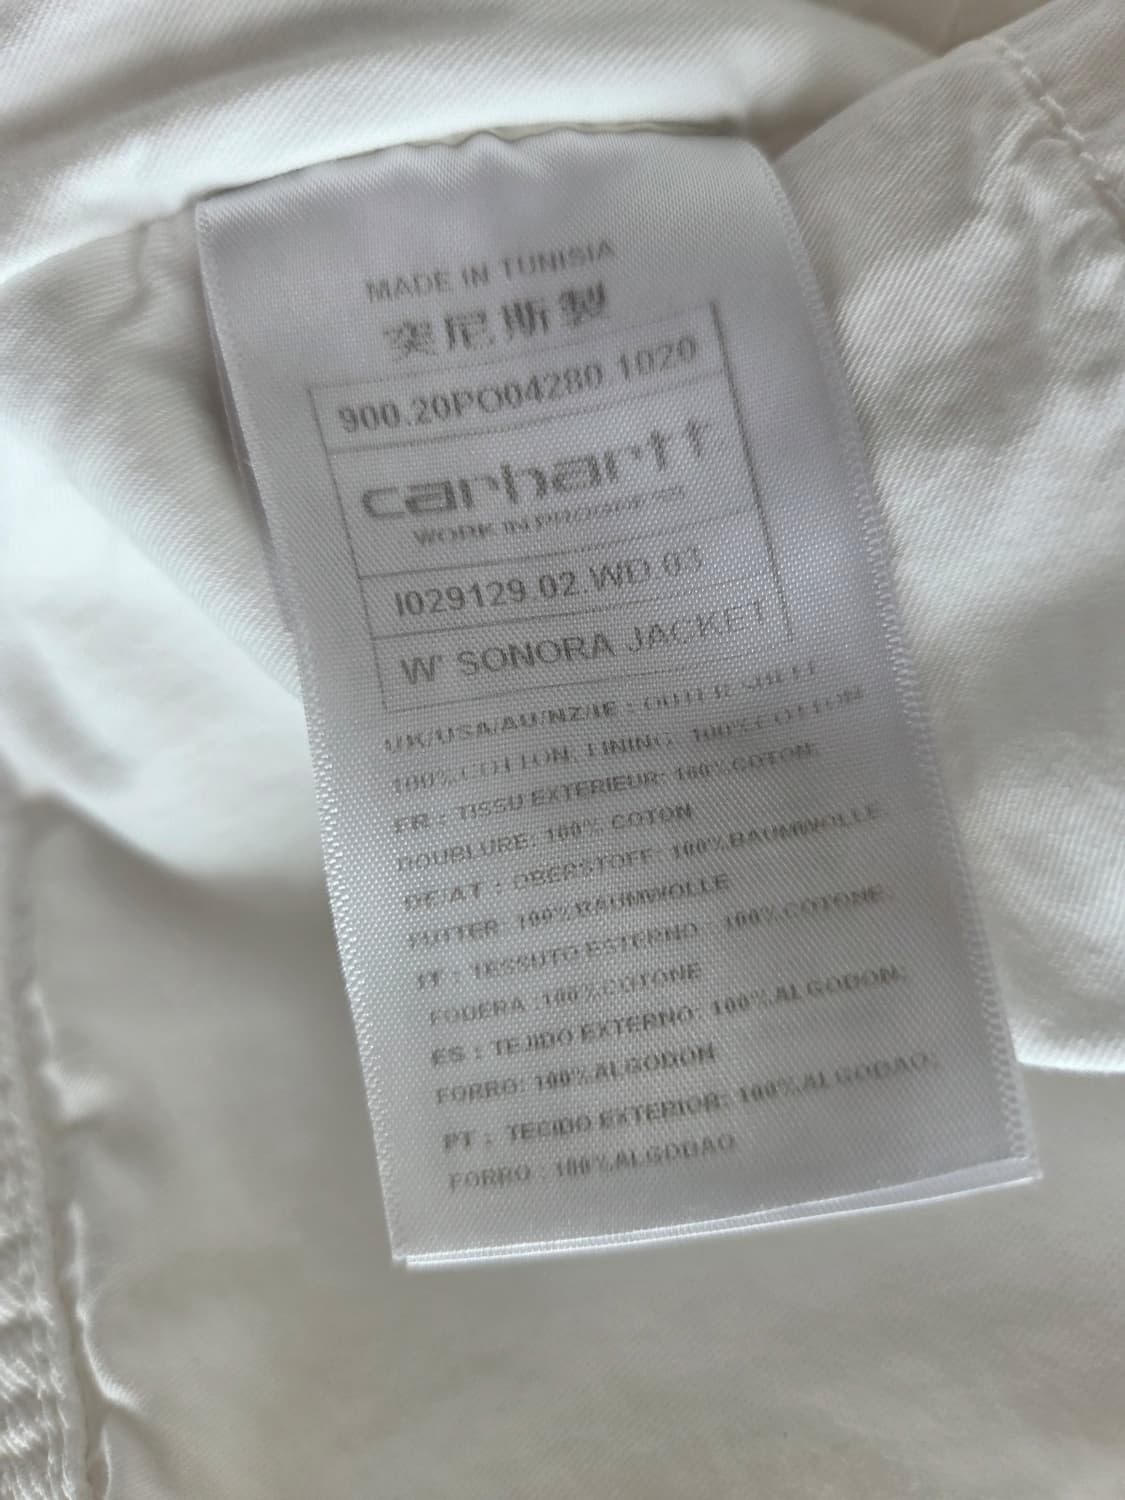 MADE IN TUNISIA
突尼斯製
900.20PO04280 1020
carhartt
WORK IN PROGRESS
I029129.02.WD.03
W' SONORA JACKET
UK/USA/AU/NZ/IE : OUTER SHELL
100% COTTON, LINING: 100%COTTON
FR : TISSU EXTERIEUR: 100%COTON;
DOUBLURE: 100% COTON
DE/AT : OBERSTOFF: 100%BAUMWOLLE
FUTTER: 100%BAUMWOLLE
IT : TESSUTO ESTERNO : 100%COTONE;
FODERA :100%COTONE
ES : TEJIDO EXTERNO: 100%ALGODON;
FORRO: 100%ALGODON
PT : TECIDO EXTERIOR: 100%ALGODAO;
FORRO : 100%ALGODAO